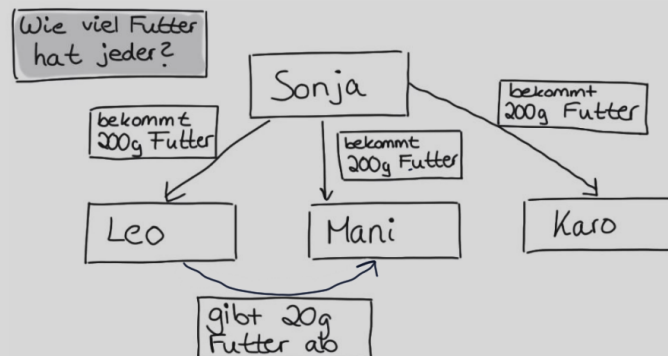 Wie viel Futter
hat jeder?
Sonja
bekommt
200g Futter
bekommt
200g Futter
bekommt
200g Futter
Leo
Mani
Karo
gibt 20g
Futter ab